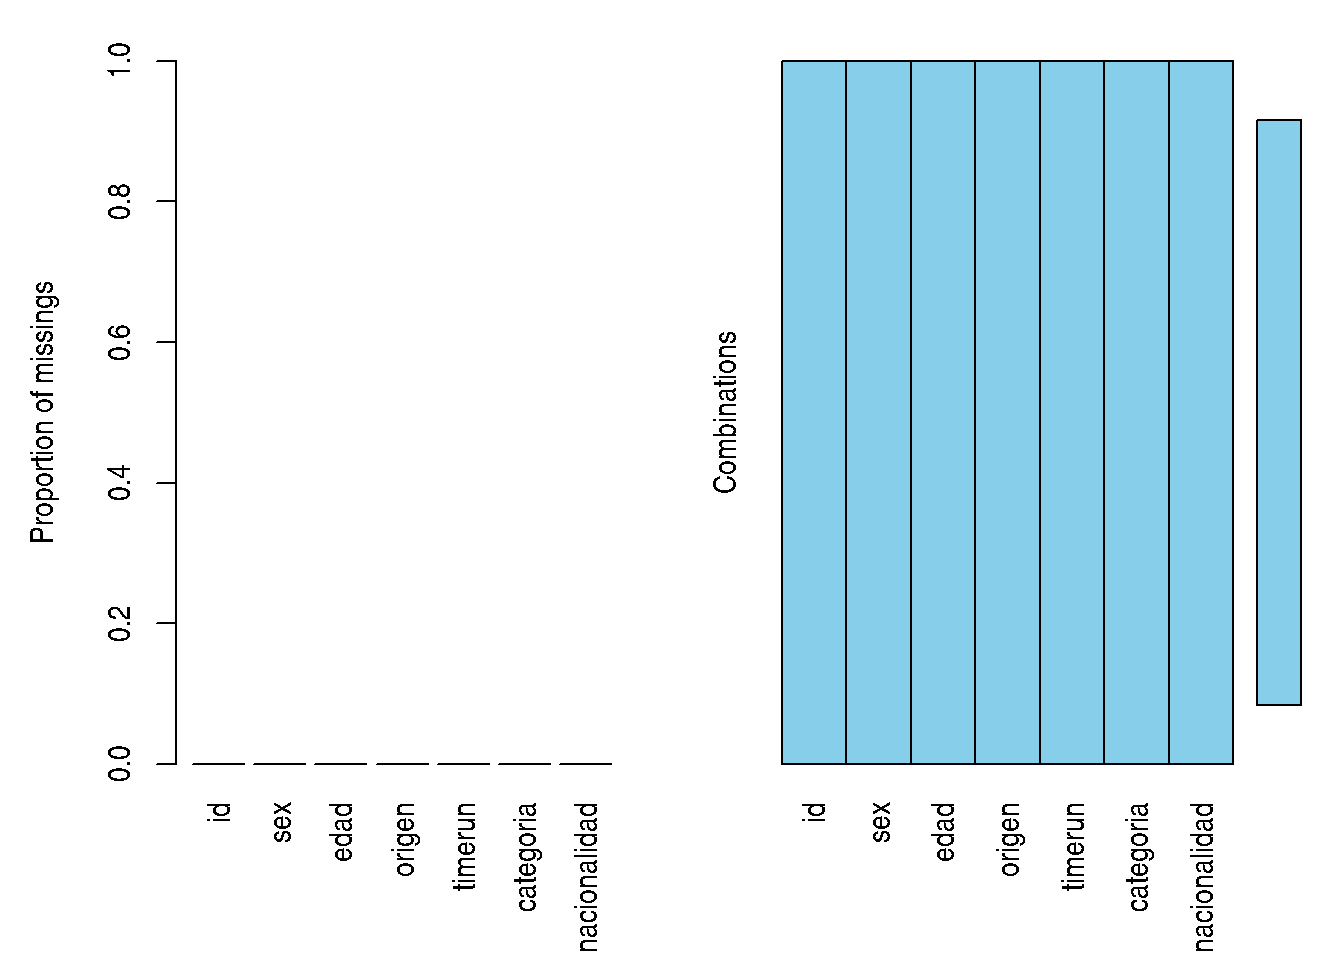 Proportion of missings
1.0
0.8
0.6
0.4
0.2
0.0
id
sex
edad
origen
timerun
categoria
nacionalidad
Combinations
id
sex
edad
origen
timerun
categoria
nacionalidad